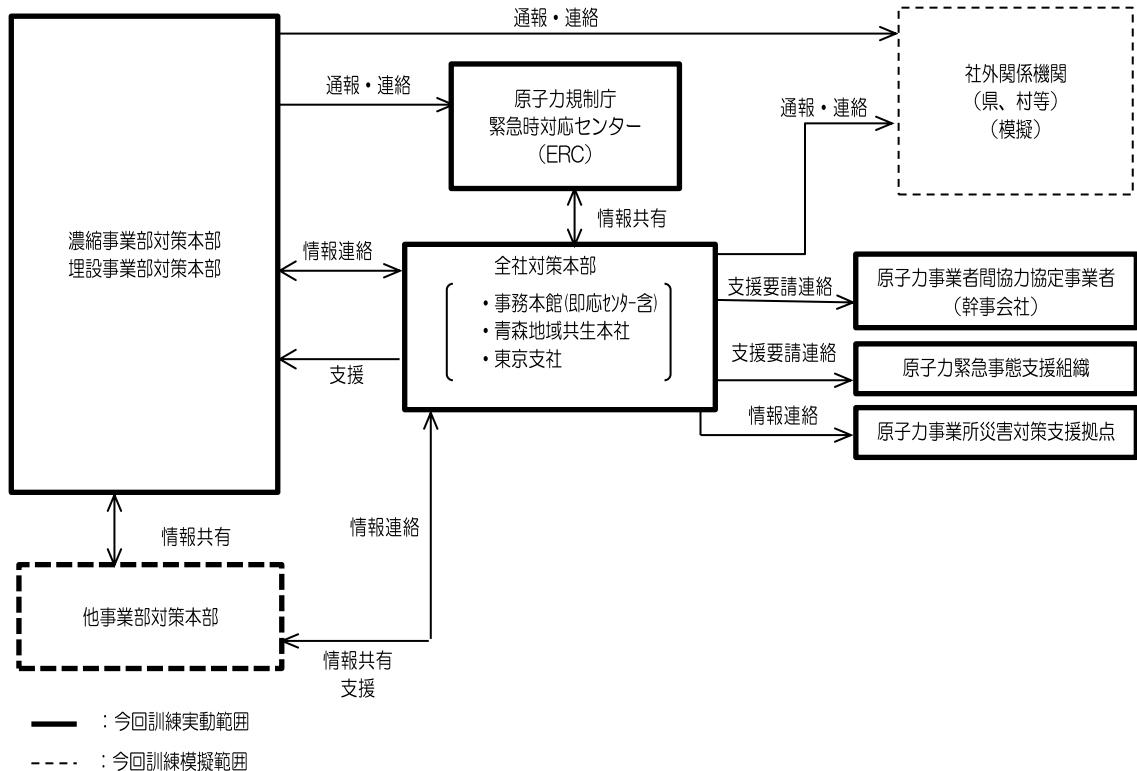 通報・連絡
通報・連絡
原子力規制庁
緊急時対応センター
(ERC)
社外関係機関
(県、村等)
(模擬)
通報・連絡
情報共有
濃縮事業部対策本部
埋設事業部対策本部
情報連絡
全社対策本部
・事務本館(即応ｾﾝﾀｰ含)
・青森地域共生本社
・東京支社
支援要請連絡
原子力事業者間協力協定事業者
(幹事会社)
支援
支援要請連絡
原子力緊急事態支援組織
情報連絡
原子力事業所災害対策支援拠点
情報共有
情報連絡
他事業部対策本部
情報共有
支援
：今回訓練実動範囲
：今回訓練模擬範囲